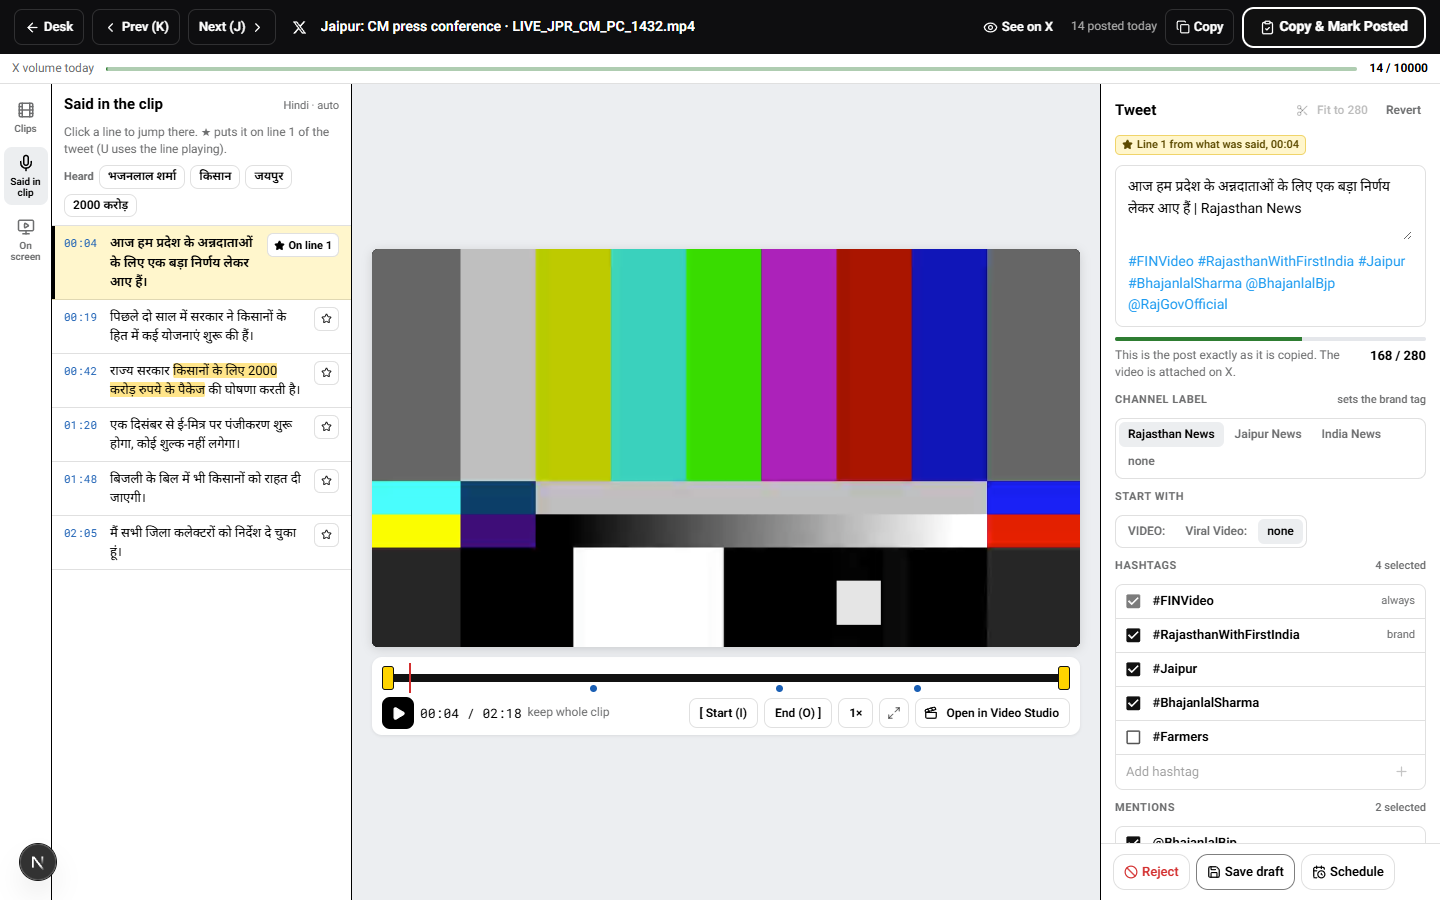 Desk
Prev (K)
Next (J)
Jaipur: CM press conference · LIVE_JPR_CM_PC_1432.mp4
See on X
14 posted today
Copy
Copy & Mark Posted
X volume today
14 / 10000
Clips
Said in clip
On screen
Said in the clip
Hindi · auto
Click a line to jump there. ★ puts it on line 1 of the
tweet (U uses the line playing).
Heard
भजनलाल शर्मा
किसान
जयपुर
2000 करोड़
00:04
आज हम प्रदेश के अन्नदाताओं
के लिए एक बड़ा निर्णय लेकर
आए हैं।
★ On line 1
00:19
पिछले दो साल में सरकार ने किसानों के
हित में कई योजनाएं शुरू की हैं।
00:42
राज्य सरकार किसानों के लिए 2000
करोड़ रुपये के पैकेज की घोषणा करती है।
01:20
एक दिसंबर से ई-मित्र पर पंजीकरण शुरू
होगा, कोई शुल्क नहीं लगेगा।
01:48
बिजली के बिल में भी किसानों को राहत दी
जाएगी।
02:05
मैं सभी जिला कलेक्टरों को निर्देश दे चुका
हूं।
N
00:04 / 02:18
keep whole clip
[ Start (I)
End (O) ]
1×
Open in Video Studio
Tweet
Fit to 280
Revert
★ Line 1 from what was said, 00:04
आज हम प्रदेश के अन्नदाताओं के लिए एक बड़ा निर्णय
लेकर आए हैं | Rajasthan News
#FINVideo #RajasthanWithFirstIndia #Jaipur
#BhajanlalSharma @BhajanlalBjp
@RajGovOfficial
This is the post exactly as it is copied. The
video is attached on X.
168 / 280
CHANNEL LABEL
sets the brand tag
Rajasthan News
Jaipur News
India News
none
START WITH
VIDEO:
Viral Video:
none
HASHTAGS
4 selected
#FINVideo
always
#RajasthanWithFirstIndia
brand
#Jaipur
#BhajanlalSharma
#Farmers
Add hashtag
MENTIONS
2 selected
@BhajanlalBjp
Reject
Save draft
Schedule